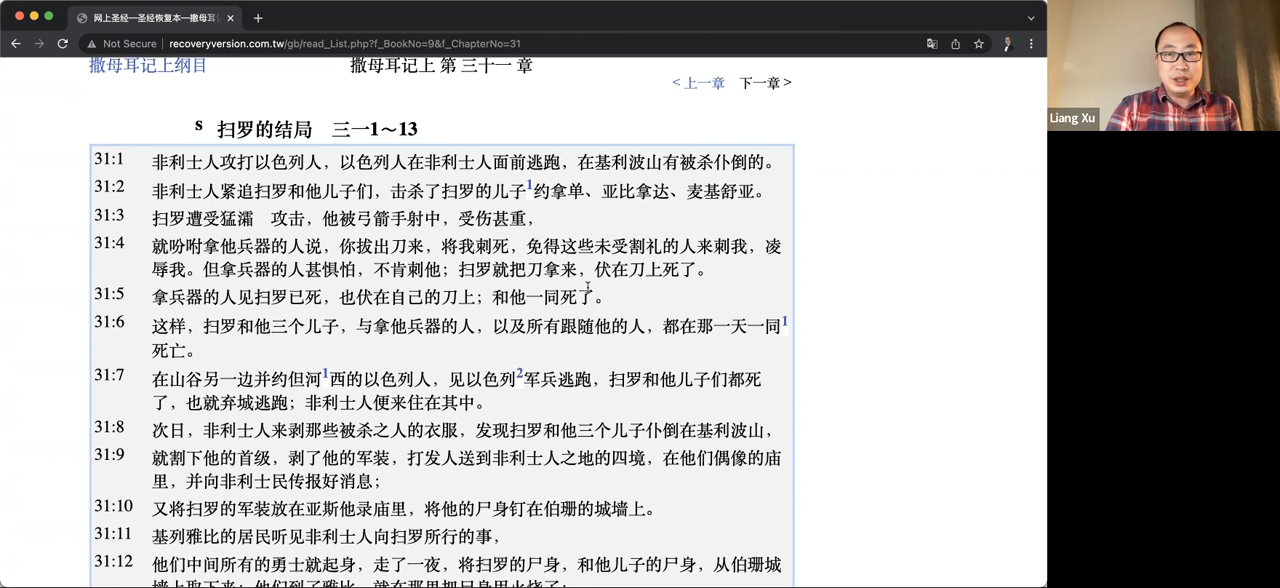 网上圣经—圣经恢复本—撒母耳
Not Secure
recoveryversion.com.tw/gb/read_List.php?f_BookNo=9&f_ChapterNo=31
撒母耳记上纲目
撒母耳记上 第 三十一 章
< 上一章 下一章 >
s 扫罗的结局 三一1～13
31:1 非利士人攻打以色列人，以色列人在非利士人面前逃跑，在基利波山有被杀仆倒的。
31:2 非利士人紧追扫罗和他儿子们，击杀了扫罗的儿子1约拿单、亚比拿达、麦基舒亚。
31:3 扫罗遭受猛 攻击，他被弓箭手射中，受伤甚重，
31:4 就吩咐拿他兵器的人说，你拔出刀来，将我刺死，免得这些未受割礼的人来刺我，凌
辱我。但拿兵器的人甚惧怕，不肯刺他；扫罗就把刀拿来，伏在刀上死了。
31:5 拿兵器的人见扫罗已死，也伏在自己的刀上；和他一同死了。
31:6 这样，扫罗和他三个儿子，与拿他兵器的人，以及所有跟随他的人，都在那一天一同1
死亡。
31:7 在山谷另一边并约但河1西的以色列人，见以色列2军兵逃跑，扫罗和他儿子们都死
了，也就弃城逃跑；非利士人便来住在其中。
31:8 次日，非利士人来剥那些被杀之人的衣服，发现扫罗和他三个儿子仆倒在基利波山，
31:9 就割下他的首级，剥了他的军装，打发人送到非利士人之地的四境，在他们偶像的庙
里，并向非利士民传报好消息；
31:10 又将扫罗的军装放在亚斯他录庙里，将他的尸身钉在伯珊的城墙上。
31:11 基列雅比的居民听见非利士人向扫罗所行的事，
31:12 他们中间所有的勇士就起身，走了一夜，将扫罗的尸身，和他儿子的尸身，从伯珊城
墙上取下来；他们到了雅比，就在那里把尸身用火烧了；
Liang Xu